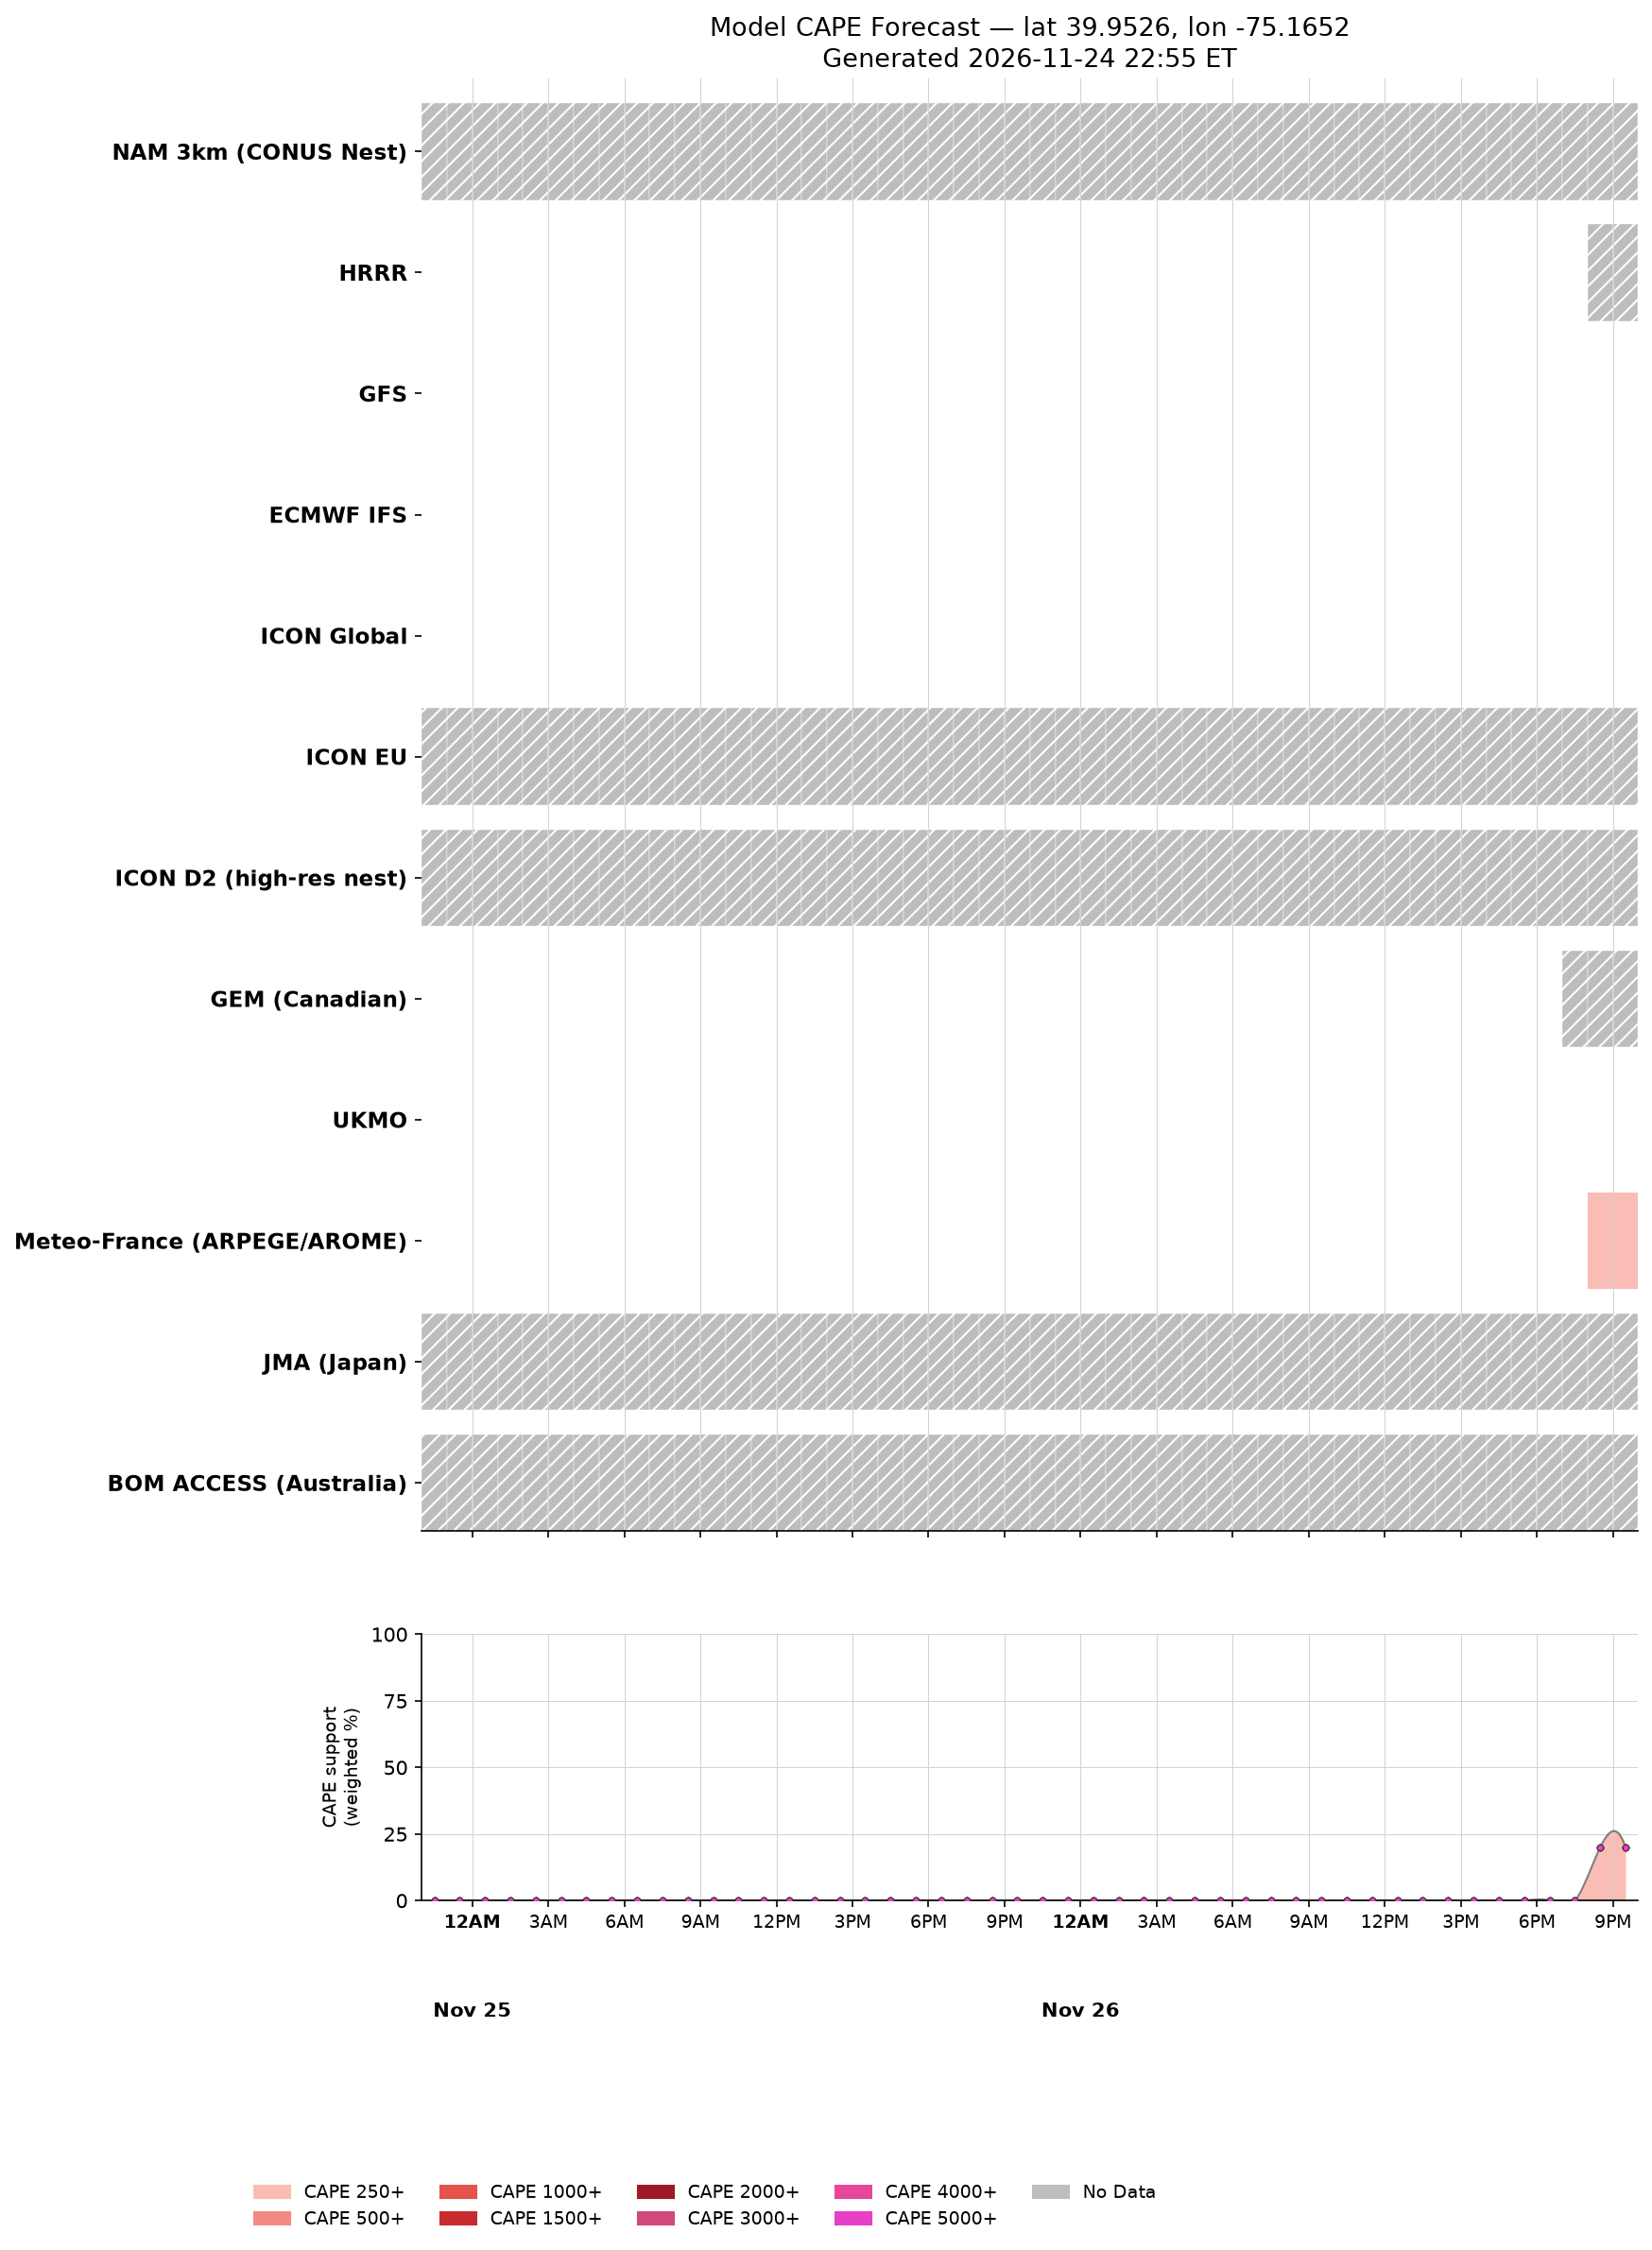 Model CAPE Forecast — lat 39.9526, lon -75.1652
Generated 2026-11-24 22:55 ET
NAM 3km (CONUS Nest)
HRRR
GFS
ECMWF IFS
ICON Global
ICON EU
ICON D2 (high-res nest)
GEM (Canadian)
UKMO
Meteo-France (ARPEGE/AROME)
JMA (Japan)
BOM ACCESS (Australia)
CAPE support
(weighted %)
100
75
50
25
0
12AM 3AM 6AM 9AM 12PM 3PM 6PM 9PM 12AM 3AM 6AM 9AM 12PM 3PM 6PM 9PM
Nov 25 Nov 26
CAPE 250+ CAPE 1000+ CAPE 2000+ CAPE 4000+ No Data
CAPE 500+ CAPE 1500+ CAPE 3000+ CAPE 5000+